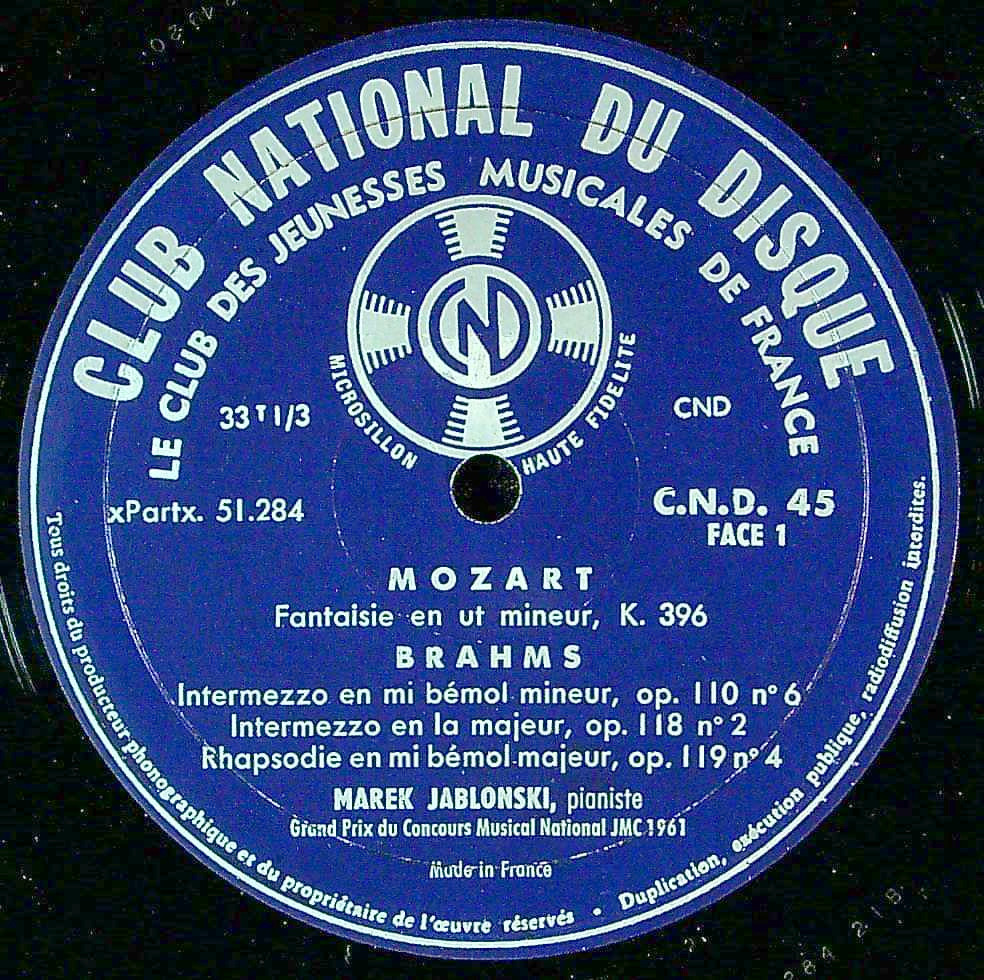 CLUB NATIONAL DU DISQUE
LE CLUB DES JEUNESSES MUSICALES DE FRANCE
CN
MICROSILLON
HAUTE FIDELITE
33 T 1/3
CND
xPartx. 51.284
C.N.D. 45
FACE 1
MOZART
Fantaisie en ut mineur, K. 396
BRAHMS
Intermezzo en mi bémol mineur, op. 110 n° 6
Intermezzo en la majeur, op. 118 n° 2
Rhapsodie en mi bémol majeur, op. 119 n° 4
MAREK JABLONSKI, pianiste
Grand Prix du Concours Musical National JMC 1961
Made in France
Tous droits du producteur phonographique et du propriétaire de l'œuvre réservés • Duplication, exécution publique, radiodiffusion interdites.